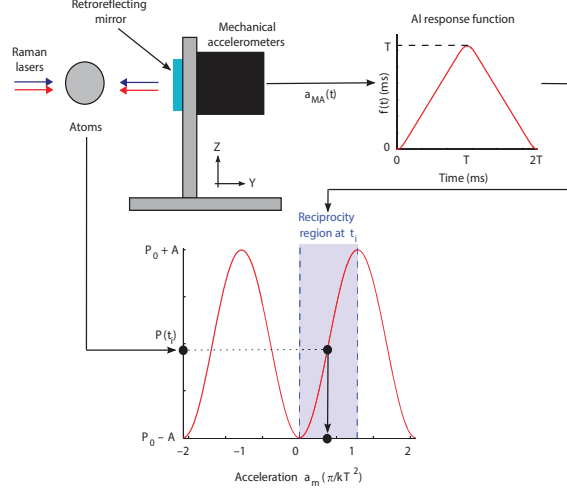 Retroreflecting
mirror
Mechanical
accelerometers
AI response function
Raman
lasers
Atoms
a_MA(t)
Z
Y
T
f(t) (ms)
0
0
T
2T
Time (ms)
Reciprocity
region at t_i
P_0 + A
P(t_i)
P_0 − A
−2
−1
0
1
2
Acceleration a_m (π/kT^2)